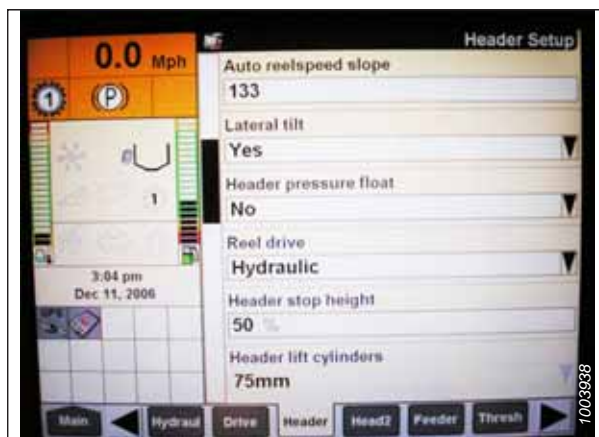 0.0 Mph
Header Setup
1
(P)
Auto reelspeed slope
133
Lateral tilt
Yes
1
Header pressure float
No
Reel drive
Hydraulic
3:04 pm
Dec 11, 2006
Header stop height
50 %
Header lift cylinders
75mm
Main
Hydraul
Drive
Header
Head2
Feeder
Thresh
1003938